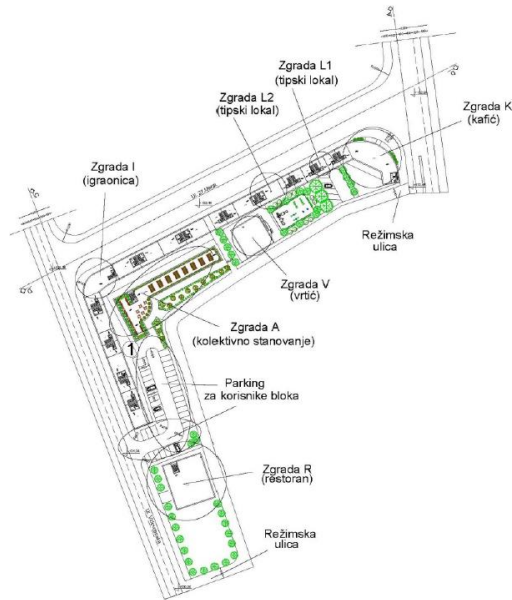 Zgrada L1
(tipski lokal)
Zgrada L2
(tipski lokal)
Zgrada K
(kafić)
Zgrada I
(igraonica)
Režimska
ulica
Zgrada V
(vrtić)
Zgrada A
(kolektivno stanovanje)
1
Parking
za korisnike bloka
Zgrada R
(restoran)
Režimska
ulica